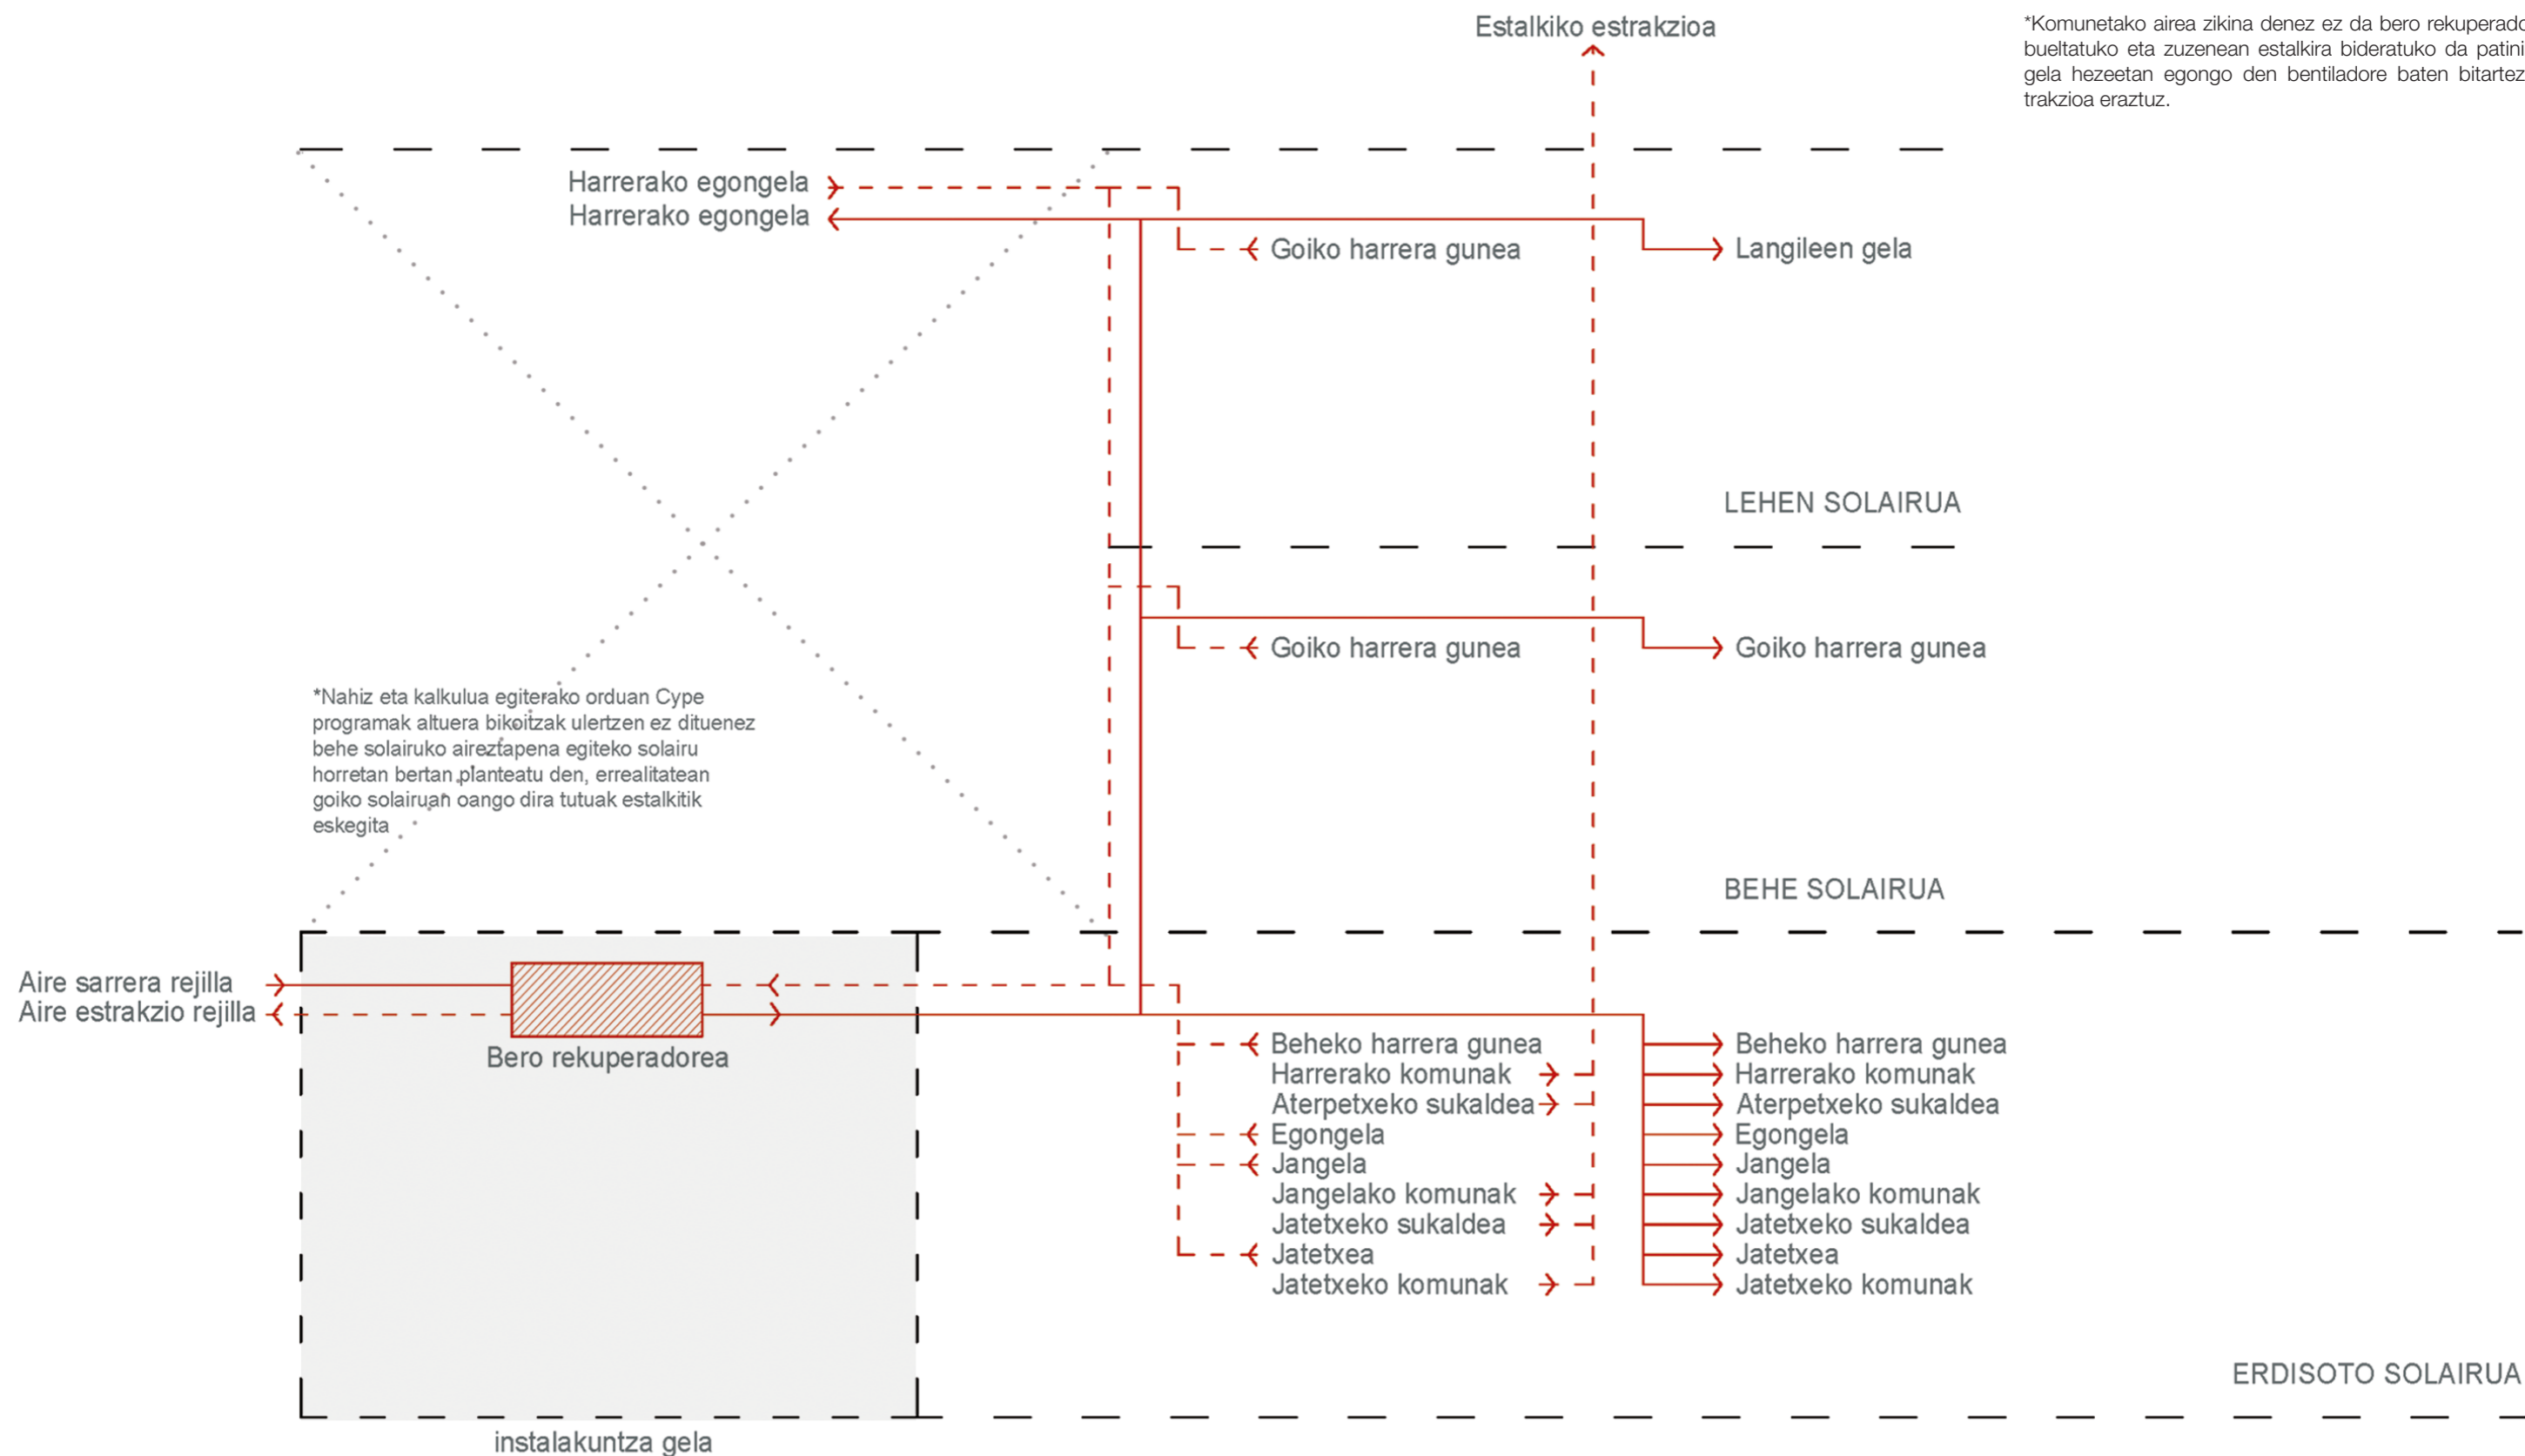 Estalkiko estrakzioa
*Komunetako airea zikina denez ez da bero
bueltatuko eta zuzenean estalkira bideratuko da
gela hezeetan egongo den bentiladore baten
trakzioa eraztuz.
Harrerako egongela
Harrerako egongela
Goiko harrera gunea
Langileen gela
LEHEN SOLAIRUA
Goiko harrera gunea
Goiko harrera gunea
*Nahiz eta kalkulua egiterako orduan Cype
programak altuera bikoitzak ulertzen ez dituenez
behe solairuko aireztapena egiteko solairu
horretan bertan planteatu den, errealitatean
goiko solairuan oango dira tutuak estalkitik
eskegita
BEHE SOLAIRUA
Aire sarrera rejilla
Aire estrakzio rejilla
Bero rekuperadorea
Beheko harrera gunea
Harrerako komunak
Aterpetxeko sukaldea
Egongela
Jangela
Jangelako komunak
Jatetxeko sukaldea
Jatetxea
Jatetxeko komunak
Beheko harrera gunea
Harrerako komunak
Aterpetxeko sukaldea
Egongela
Jangela
Jangelako komunak
Jatetxeko sukaldea
Jatetxea
Jatetxeko komunak
ERDISOTO SOLAIRUA
instalakuntza gela